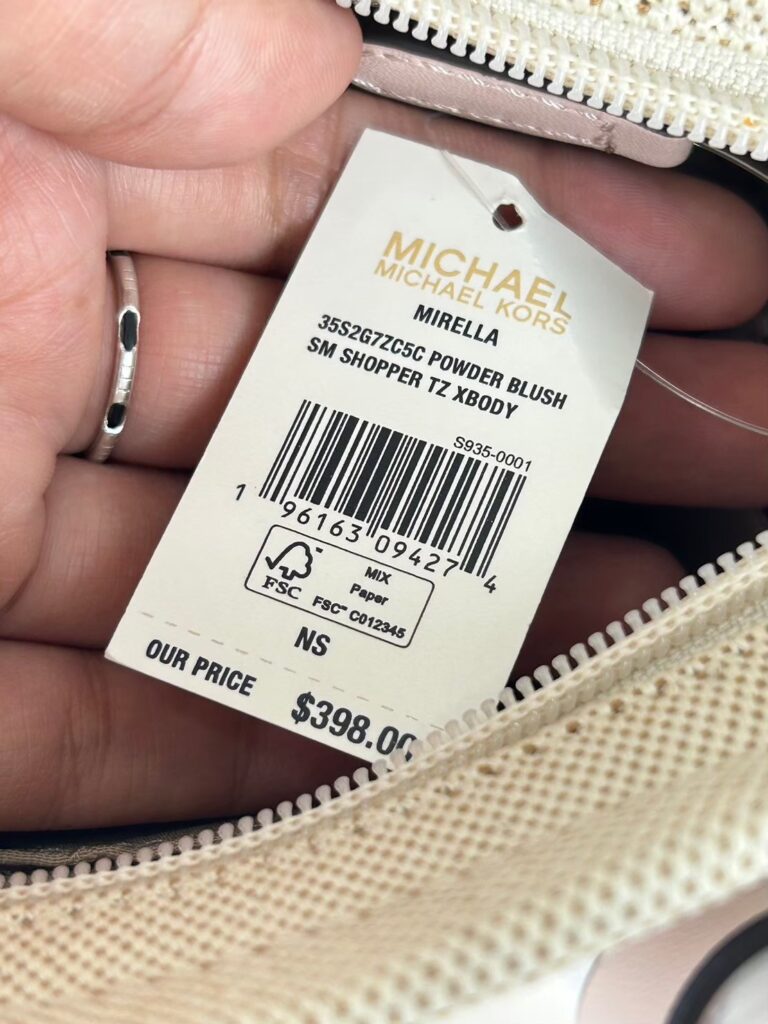 MICHAEL
MICHAEL KORS
MIRELLA
35S2G7ZC5C POWDER BLUSH
SM SHOPPER TZ XBODY
S935-0001
1 96163 09427 4
FSC
MIX
Paper
FSC™ C012345
NS
OUR PRICE $398.00